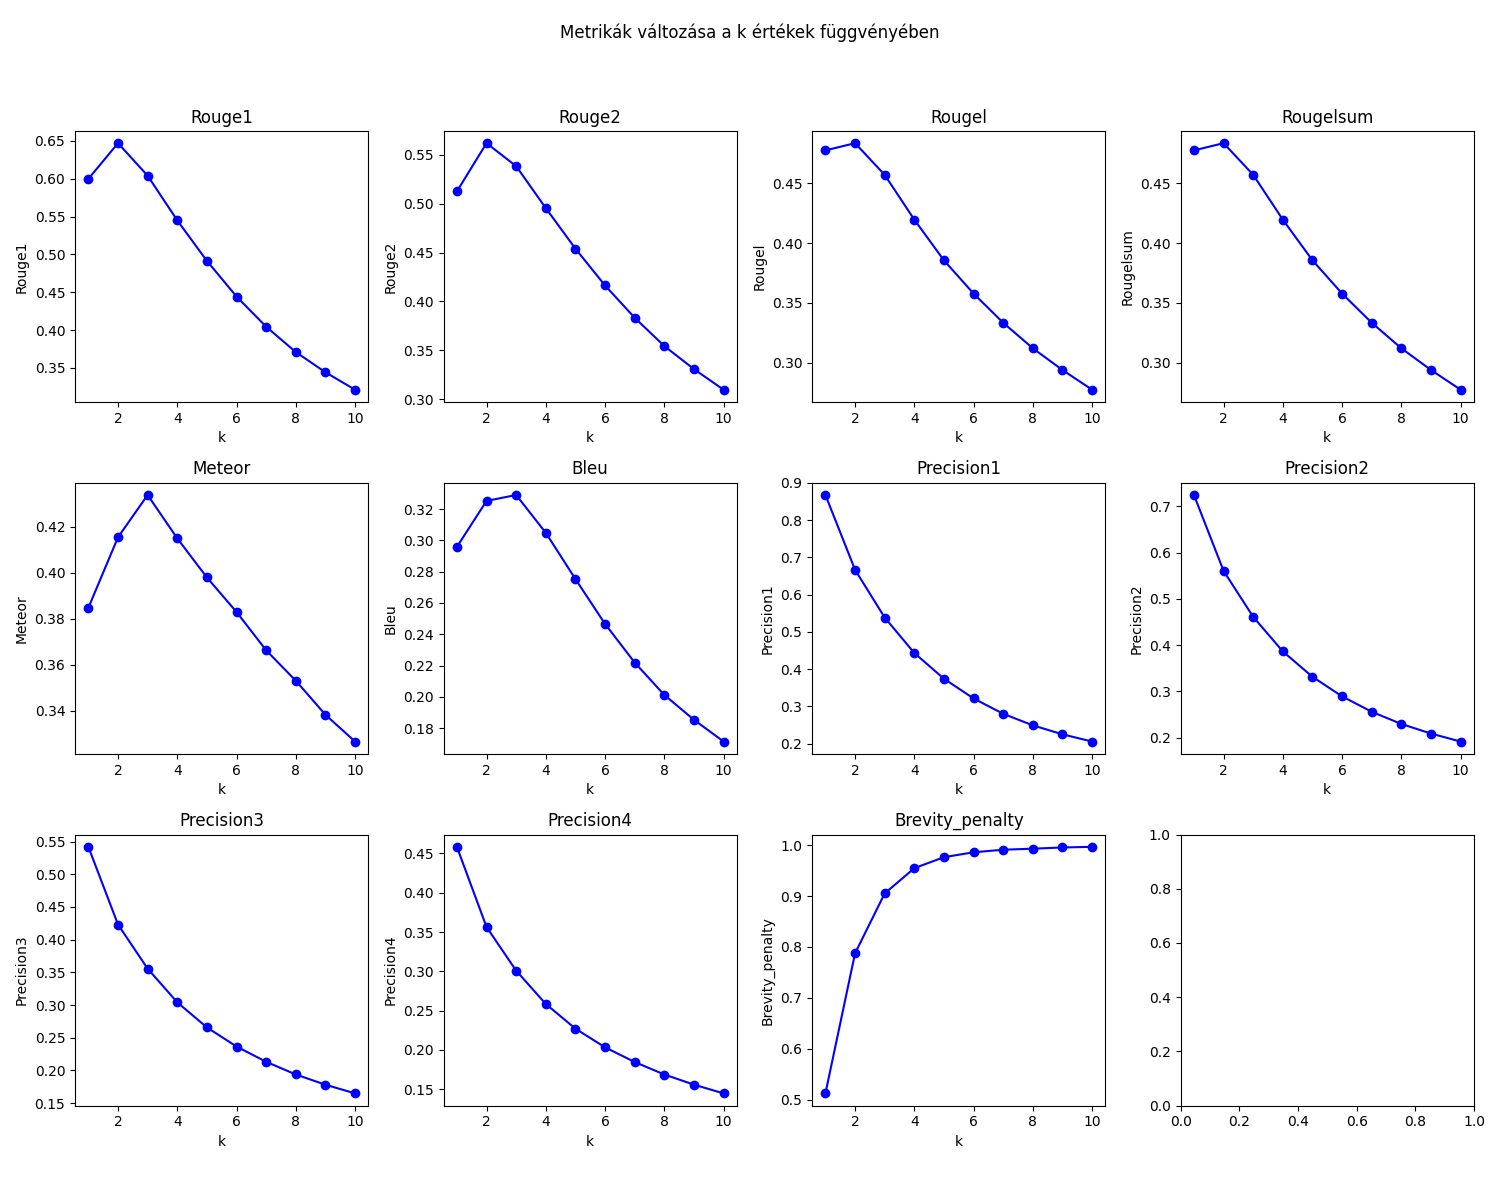 Metrikák változása a k értékek függvényében
Rouge1 Rouge2 Rougel Rougelsum
0.65
0.60
0.55
0.50
0.45
0.40
0.35
Rouge1
2 4 6 8 10
k
0.55
0.50
0.45
0.40
0.35
0.30
Rouge2
2 4 6 8 10
k
0.45
0.40
0.35
0.30
Rougel
2 4 6 8 10
k
0.45
0.40
0.35
0.30
Rougelsum
2 4 6 8 10
k
Meteor Bleu Precision1 Precision2
0.42
0.40
0.38
0.36
0.34
Meteor
2 4 6 8 10
k
0.32
0.30
0.28
0.26
0.24
0.22
0.20
0.18
Bleu
2 4 6 8 10
k
0.9
0.8
0.7
0.6
0.5
0.4
0.3
0.2
Precision1
2 4 6 8 10
k
0.7
0.6
0.5
0.4
0.3
0.2
Precision2
2 4 6 8 10
k
Precision3 Precision4 Brevity_penalty
0.55
0.50
0.45
0.40
0.35
0.30
0.25
0.20
0.15
Precision3
2 4 6 8 10
k
0.45
0.40
0.35
0.30
0.25
0.20
0.15
Precision4
2 4 6 8 10
k
1.0
0.9
0.8
0.7
0.6
0.5
Brevity_penalty
2 4 6 8 10
k
1.0
0.8
0.6
0.4
0.2
0.0
0.0 0.2 0.4 0.6 0.8 1.0